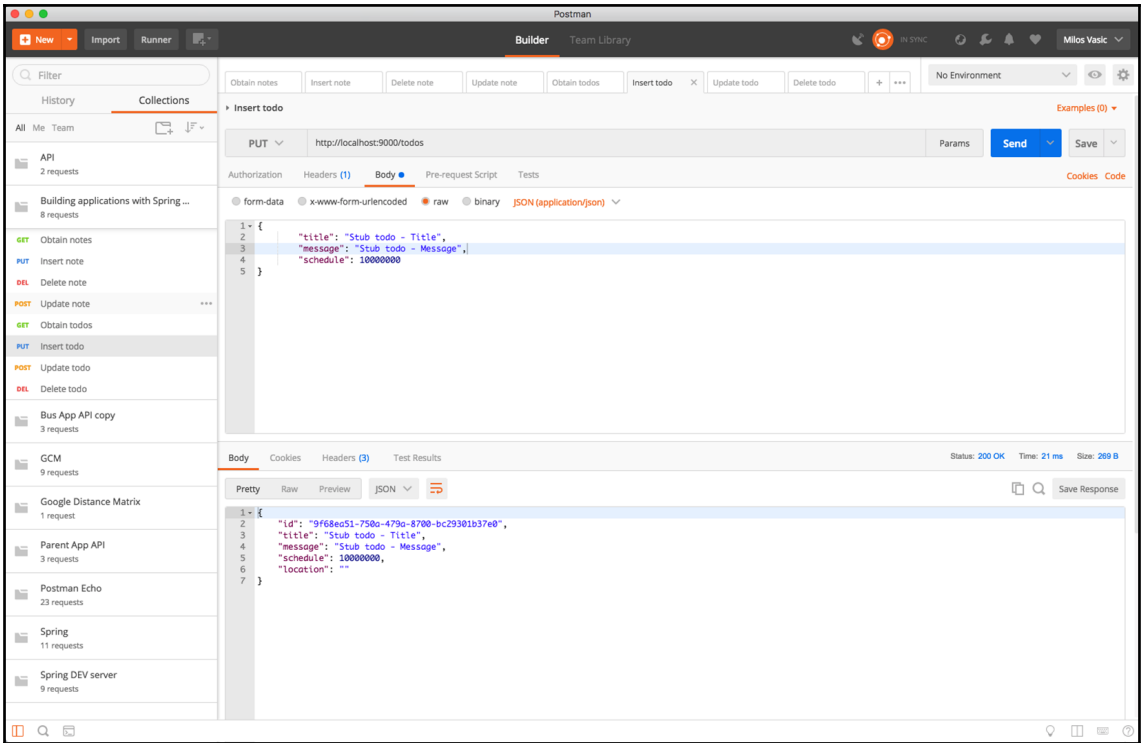 Postman
New Import Runner Builder Team Library IN SYNC Milos Vasic
Filter
History Collections
All Me Team
API
2 requests
Building applications with Spring ...
8 requests
GET Obtain notes
PUT Insert note
DEL Delete note
POST Update note
GET Obtain todos
PUT Insert todo
POST Update todo
DEL Delete todo
Bus App API copy
3 requests
GCM
9 requests
Google Distance Matrix
1 request
Parent App API
3 requests
Postman Echo
23 requests
Spring
11 requests
Spring DEV server
9 requests
Obtain notes Insert note Delete note Update note Obtain todos Insert todo Update todo Delete todo No Environment
Insert todo Examples (0)
PUT http://localhost:9000/todos Params Send Save
Authorization Headers (1) Body Pre-request Script Tests Cookies Code
form-data x-www-form-urlencoded raw binary JSON (application/json)
1 {
2 "title": "Stub todo - Title",
3 "message": "Stub todo - Message",
4 "schedule": 10000000
5 }
Body Cookies Headers (3) Test Results Status: 200 OK Time: 21 ms Size: 269 B
Pretty Raw Preview JSON Save Response
1 {
2 "id": "9f68ea51-750a-479a-8700-bc29301b37e0",
3 "title": "Stub todo - Title",
4 "message": "Stub todo - Message",
5 "schedule": 10000000,
6 "location": ""
7 }